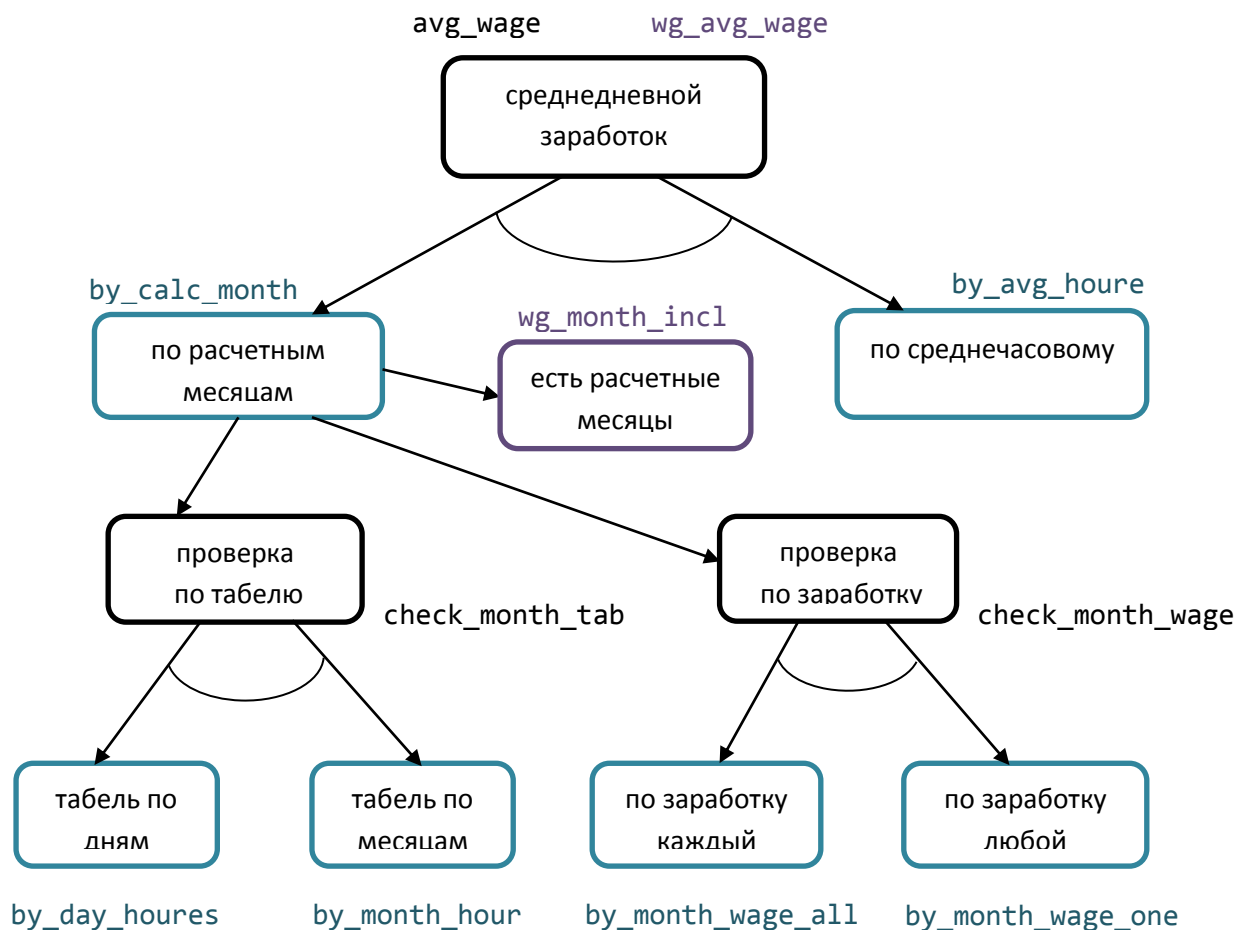 avg_wage wg_avg_wage
среднедневной
заработок
by_calc_month
by_avg_houre
wg_month_incl
по расчетным
месяцам
есть расчетные
месяцы
по среднечасовому
проверка
по табелю
check_month_tab
проверка
по заработку
check_month_wage
табель по
дням
табель по
месяцам
по заработку
каждый
по заработку
любой
by_day_houres
by_month_hour
by_month_wage_all
by_month_wage_one